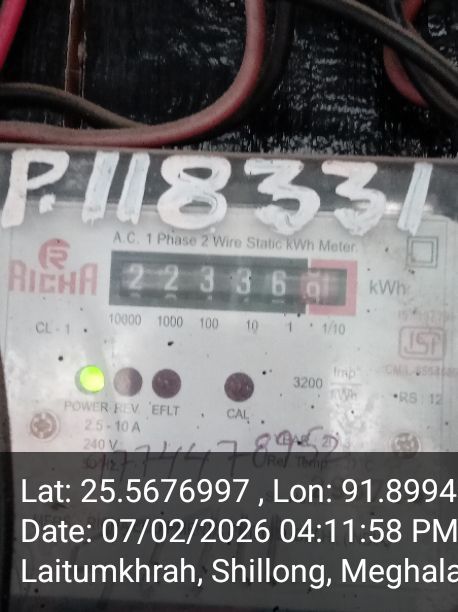 P.118331
A.C. 1 Phase 2 Wire Static kWh Meter.
RICHA
22336 kWh
CL - 1
10000 1000 100 10 1 1/10
3200 Imp/kWh
POWER REV EFLT CAL
RS : 12
2.5 - 10 A
240 V
Lat: 25.5676997 , Lon: 91.8994
Date: 07/02/2026 04:11:58 PM
Laitumkhrah, Shillong, Meghala